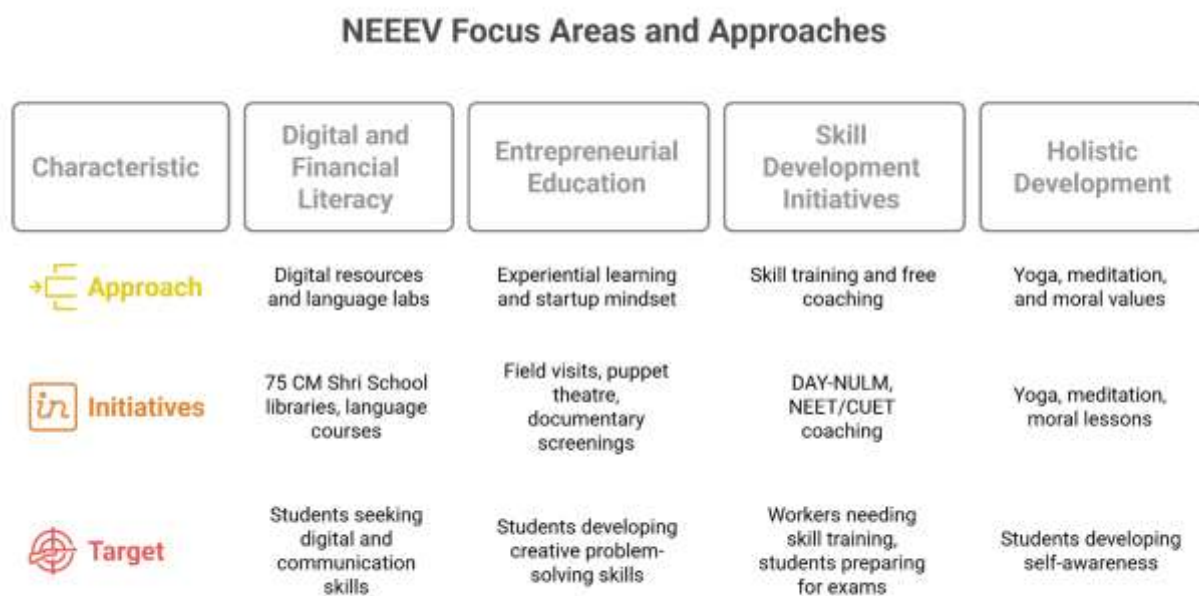 NEEEV Focus Areas and Approaches
Characteristic
Digital and
Financial
Literacy
Entrepreneurial
Education
Skill
Development
Initiatives
Holistic
Development
Approach
Digital resources
and language labs
Experiential learning
and startup mindset
Skill training and free
coaching
Yoga, meditation,
and moral values
in Initiatives
75 CM Shri School
libraries, language
courses
Field visits, puppet
theatre,
documentary
screenings
DAY-NULM,
NEET/CUET
coaching
Yoga, meditation,
moral lessons
Target
Students seeking
digital and
communication
skills
Students developing
creative problem-
solving skills
Workers needing
skill training,
students preparing
for exams
Students developing
self-awareness